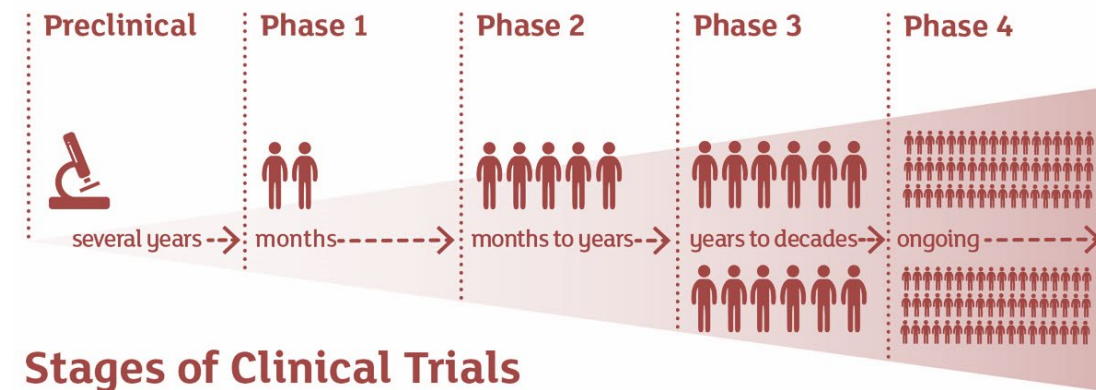 Preclinical
Phase 1
Phase 2
Phase 3
Phase 4
several years
months
months to years
years to decades
ongoing
Stages of Clinical Trials